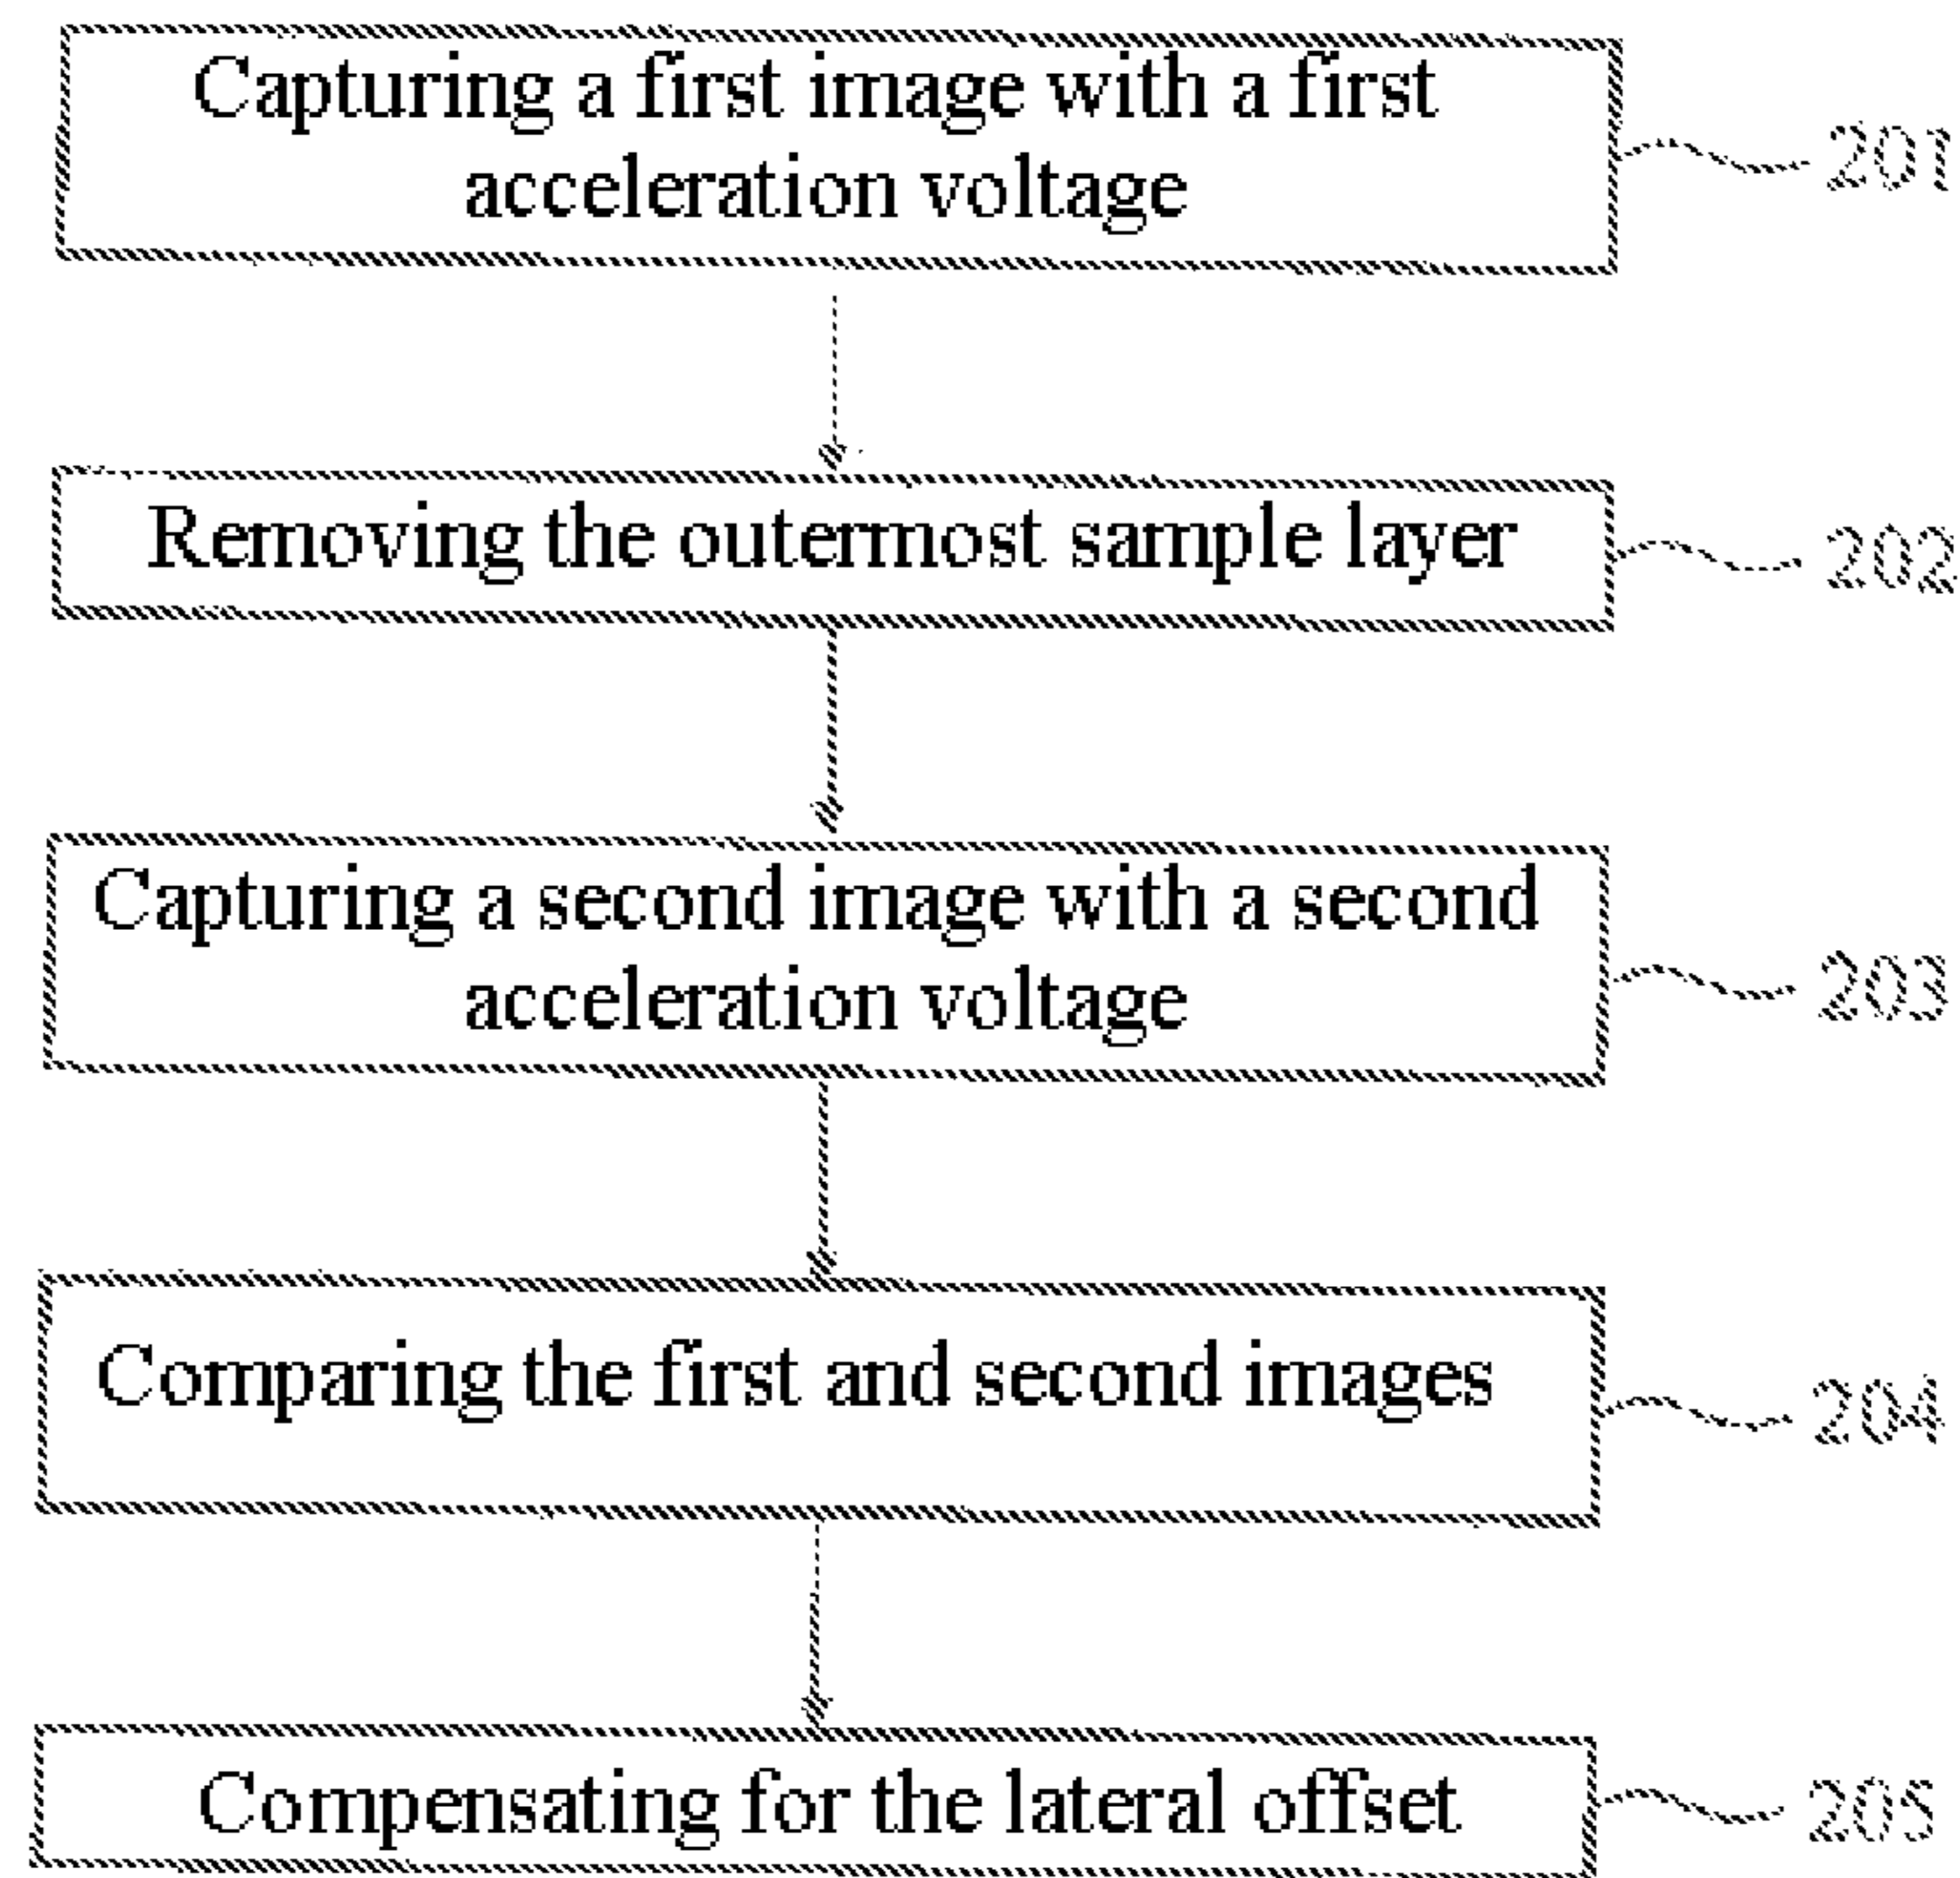 Capturing a first image with a first
acceleration voltage
201
Removing the outermost sample layer
202
Capturing a second image with a second
acceleration voltage
203
Comparing the first and second images
204
Compensating for the lateral offset
205